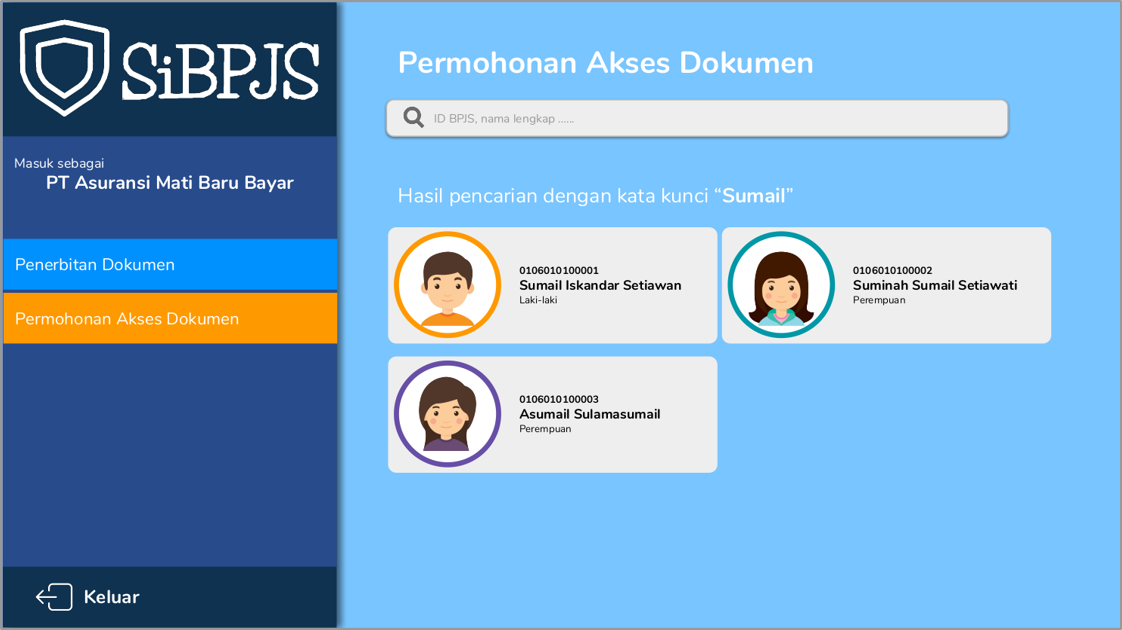 SiBPJS
Masuk sebagai
PT Asuransi Mati Baru Bayar
Penerbitan Dokumen
Permohonan Akses Dokumen
Keluar
Permohonan Akses Dokumen
ID BPJS, nama lengkap ......
Hasil pencarian dengan kata kunci “Sumail”
0106010100001
Sumail Iskandar Setiawan
Laki-laki
0106010100002
Suminah Sumail Setiawati
Perempuan
0106010100003
Asumail Sulamasumail
Perempuan